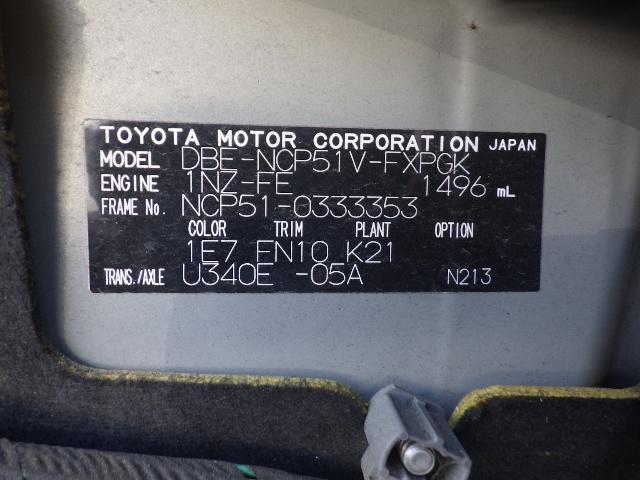 TOYOTA MOTOR CORPORATION JAPAN
MODEL DBE-NCP51V-FXPGK
ENGINE 1NZ-FE 1496 mL
FRAME No. NCP51-0333353
COLOR TRIM PLANT OPTION
1E7 FN10 K21
TRANS./AXLE U340E -05A N213